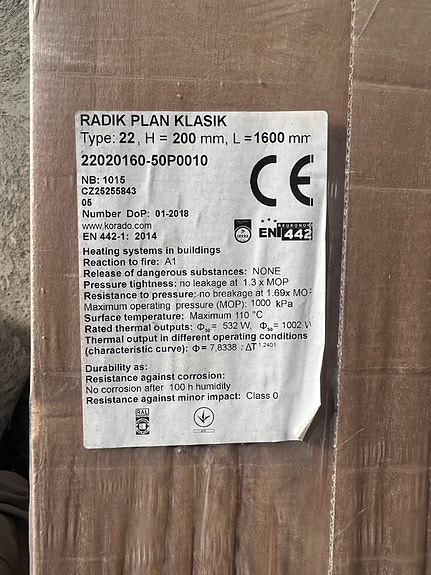 RADIK PLAN KLASIK
Type: 22, H = 200 mm, L =1600 mm
22020160-50P0010
CE
NB: 1015
CZ25255843
05
Number DoP: 01-2018
www.korado.com
EN 442-1: 2014
EN 442
Heating systems in buildings
Reaction to fire: A1
Release of dangerous substances: NONE
Pressure tightness: no leakage at 1.3 x MOP
Resistance to pressure: no breakage at 1.69x MOP
Maximum operating pressure (MOP): 1000 kPa
Surface temperature: Maximum 110 °C
Rated thermal outputs: Φ₃₀ = 532 W, Φ₅₀ = 1002 W
Thermal output in different operating conditions
(characteristic curve): Φ = 7,8338 . ΔT¹·²⁴⁰¹
Durability as:
Resistance against corrosion:
No corrosion after 100 h humidity
Resistance against minor impact: Class 0
RAL